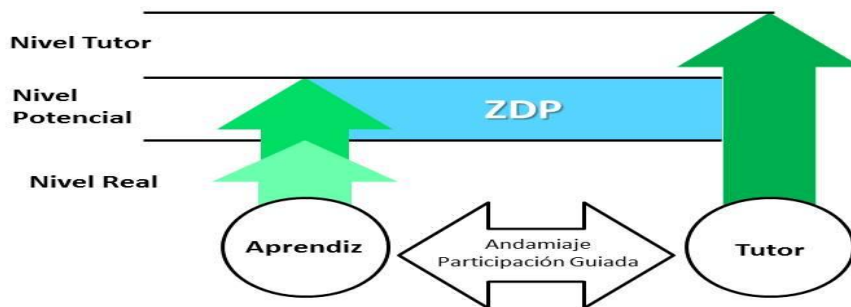 Nivel Tutor
Nivel
Potencial
ZDP
Nivel Real
Aprendiz
Andamiaje
Participación Guiada
Tutor